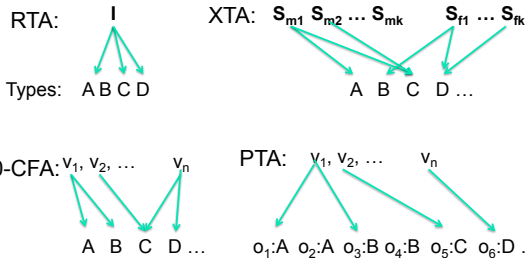 RTA: I
Types: A B C D
XTA: Sm1 Sm2 ... Smk Sf1 ... Sfk
A B C D ...
0-CFA: v1, v2, ... vn
A B C D ...
PTA: v1, v2, ... vn
o1:A o2:A o3:B o4:B o5:C o6:D .